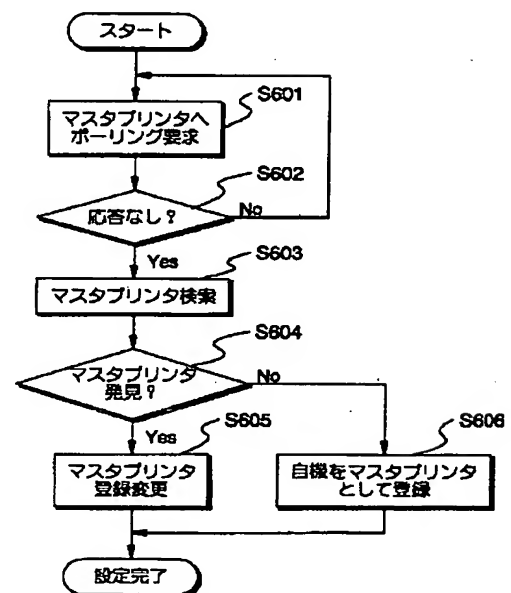 スタート
S601
マスタプリンタへ
ポーリング要求
S602
応答なし？
No
Yes
S603
マスタプリンタ検索
S604
マスタプリンタ
発見？
No
Yes
S605
マスタプリンタ
登録変更
S606
自機をマスタプリンタ
として登録
設定完了